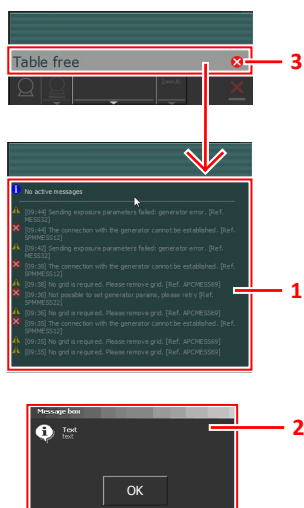 Table free
3
No active messages
[09:44] Sending exposure parameters failed: generator error. [Ref.
MESS32]
[09:44] The connection with the generator cannot be established. [Ref.
SPMMESS12]
[09:42] Sending exposure parameters failed: generator error. [Ref.
MESS32]
[09:38] The connection with the generator cannot be established. [Ref.
SPMMESS12]
[09:38] No grid is required. Please remove grid. [Ref. APCMESS69]
[09:36] Not possible to set generator params, please retry [Ref.
SPMMESS22]
[09:36] No grid is required. Please remove grid. [Ref. APCMESS69]
[09:35] The connection with the generator cannot be established. [Ref.
SPMMESS12]
[09:35] No grid is required. Please remove grid. [Ref. APCMESS69]
[09:35] No grid is required. Please remove grid. [Ref. APCMESS69]
1
Message box
Text
text
2
OK